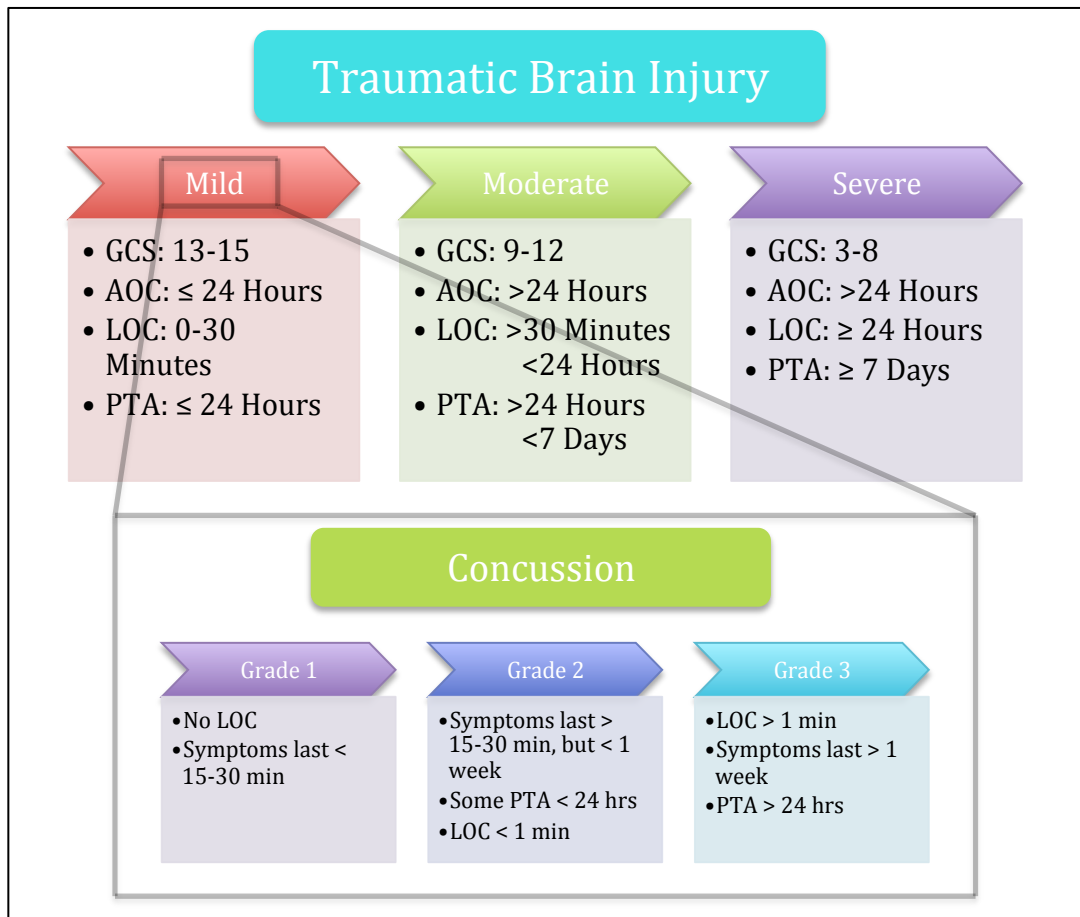 Traumatic Brain Injury
Mild
• GCS: 13-15
• AOC: ≤ 24 Hours
• LOC: 0-30
Minutes
• PTA: ≤ 24 Hours
Moderate
• GCS: 9-12
• AOC: >24 Hours
• LOC: >30 Minutes
<24 Hours
• PTA: >24 Hours
<7 Days
Severe
• GCS: 3-8
• AOC: >24 Hours
• LOC: ≥ 24 Hours
• PTA: ≥ 7 Days
Concussion
Grade 1
•No LOC
•Symptoms last <
15-30 min
Grade 2
•Symptoms last >
15-30 min, but < 1
week
•Some PTA < 24 hrs
•LOC < 1 min
Grade 3
•LOC > 1 min
•Symptoms last > 1
week
•PTA > 24 hrs